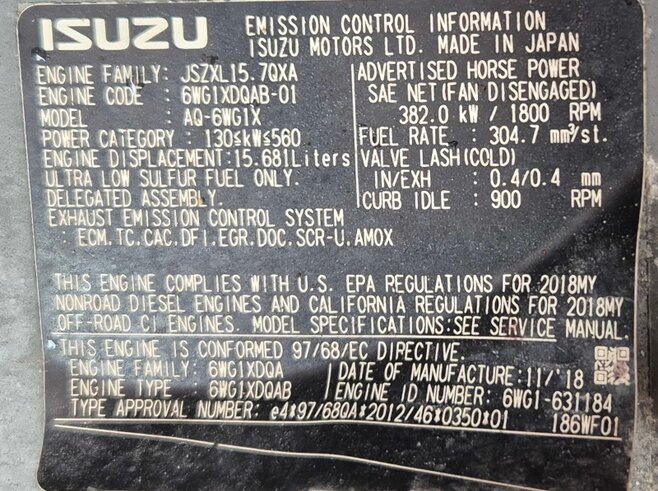 ISUZU
EMISSION CONTROL INFORMATION
ISUZU MOTORS LTD. MADE IN JAPAN
ENGINE FAMILY: JSZXL15.7QXA
ENGINE CODE : 6WG1XDQAB-01
MODEL : AQ-6WG1X
POWER CATEGORY : 130≤kW≤560
ENGINE DISPLACEMENT:15.681Liters
ULTRA LOW SULFUR FUEL ONLY.
DELEGATED ASSEMBLY.
EXHAUST EMISSION CONTROL SYSTEM
: ECM.TC.CAC.DFI.EGR.DOC.SCR-U.AMOX
ADVERTISED HORSE POWER
SAE NET(FAN DISENGAGED)
382.0 kW / 1800 RPM
FUEL RATE : 304.7 mm³/st.
VALVE LASH(COLD)
IN/EXH : 0.4/0.4 mm
CURB IDLE : 900 RPM
THIS ENGINE COMPLIES WITH U.S. EPA REGULATIONS FOR 2018MY
NONROAD DIESEL ENGINES AND CALIFORNIA REGULATIONS FOR 2018MY
OFF-ROAD CI ENGINES. MODEL SPECIFICATIONS:SEE SERVICE MANUAL.
THIS ENGINE IS CONFORMED 97/68/EC DIRECTIVE.
ENGINE FAMILY : 6WG1XDQA
DATE OF MANUFACTURE:11/'18
ENGINE TYPE : 6WG1XDQAB
ENGINE ID NUMBER: 6WG1-631184
TYPE APPROVAL NUMBER: e4*97/68QA*2012/46*0350*01
186WF01